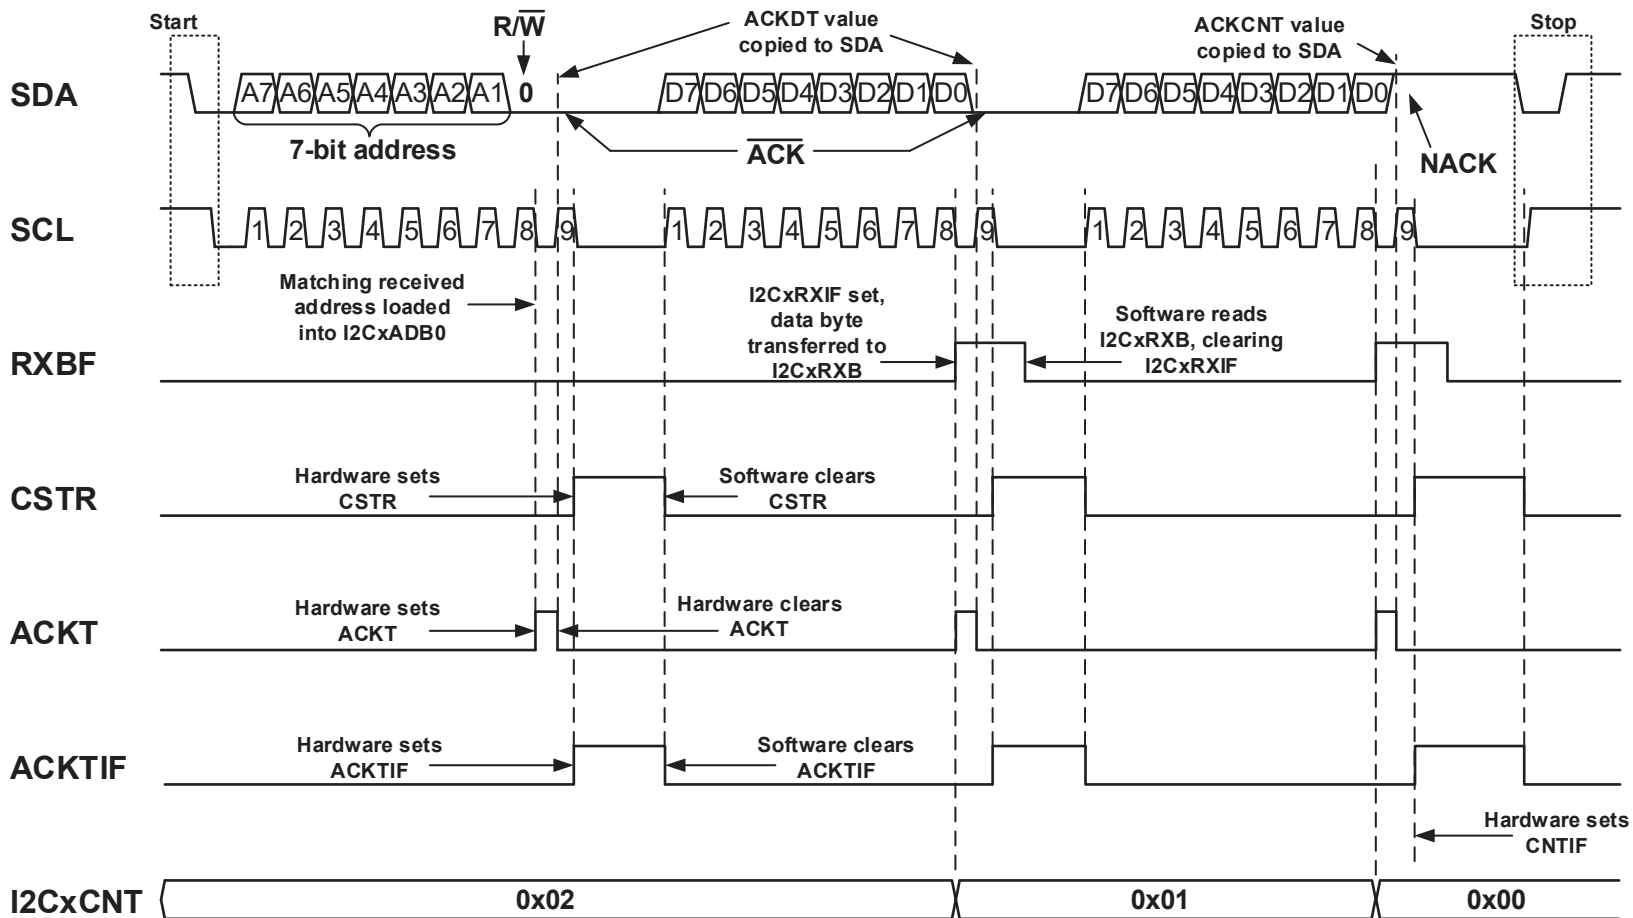 Start
R/W̅
ACKDT value
copied to SDA
ACKCNT value
copied to SDA
Stop
SDA
A7 A6 A5 A4 A3 A2 A1 0
D7 D6 D5 D4 D3 D2 D1 D0
D7 D6 D5 D4 D3 D2 D1 D0
7-bit address
A̅C̅K̅
NACK
SCL
1 2 3 4 5 6 7 8 9
1 2 3 4 5 6 7 8 9
1 2 3 4 5 6 7 8 9
Matching received
address loaded
into I2CxADB0
I2CxRXIF set,
data byte
transferred to
I2CxRXB
Software reads
I2CxRXB, clearing
I2CxRXIF
RXBF
Hardware sets
CSTR
Software clears
CSTR
CSTR
Hardware sets
ACKT
Hardware clears
ACKT
ACKT
Hardware sets
ACKTIF
Software clears
ACKTIF
ACKTIF
Hardware sets
CNTIF
I2CxCNT
0x02
0x01
0x00